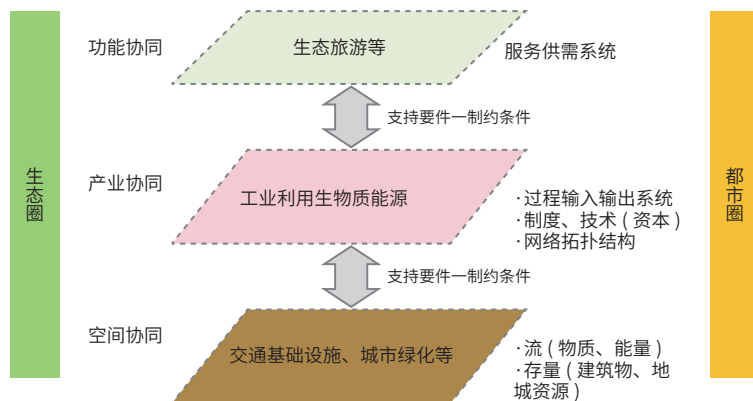 功能协同
生态旅游等
服务供需系统
支持要件一制约条件
生态圈
产业协同
工业利用生物质能源
·过程输入输出系统
·制度、技术 ( 资本 )
·网络拓扑结构
都市圈
支持要件一制约条件
空间协同
交通基础设施、城市绿化等
·流 ( 物质、能量 )
·存量 ( 建筑物、地
城资源 )